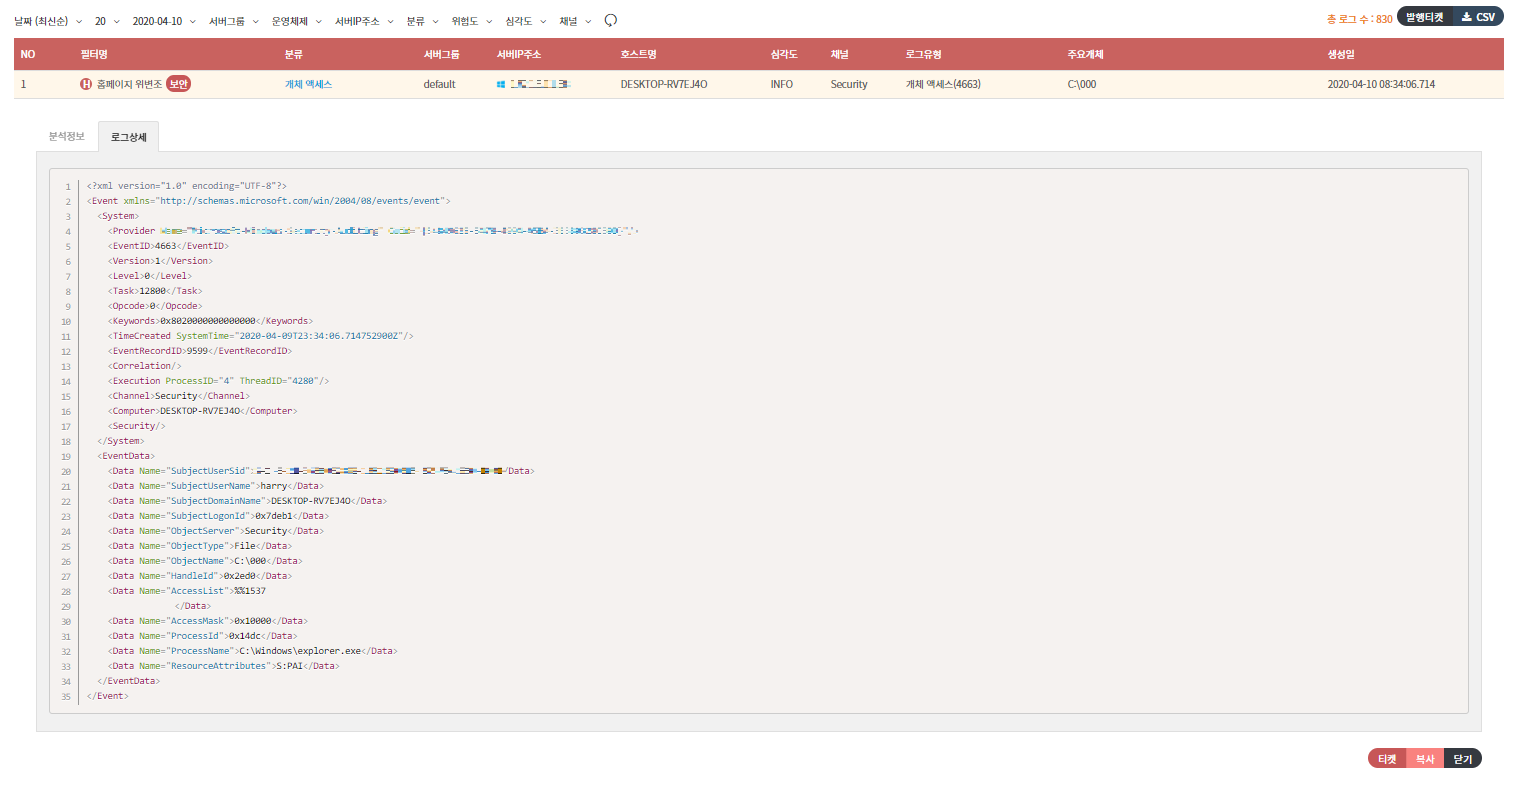 날짜 (최신순) 20 2020-04-10 서버그룹 운영체제 서버IP주소 분류 위험도 심각도 채널 총 로그 수 : 830 발행티켓 CSV
NO 필터명 분류 서버그룹 서버IP주소 호스트명 심각도 채널 로그유형 주요개체 생성일
1 H 홈페이지 위변조 보안 개체 액세스 default DESKTOP-RV7EJ4O INFO Security 개체 액세스(4663) C:\000 2020-04-10 08:34:06.714
분석정보 로그상세
1 <?xml version="1.0" encoding="UTF-8"?>
2 <Event xmlns="http://schemas.microsoft.com/win/2004/08/events/event">
3 <System>
4 <Provider
5 <EventID>4663</EventID>
6 <Version>1</Version>
7 <Level>0</Level>
8 <Task>12800</Task>
9 <Opcode>0</Opcode>
10 <Keywords>0x8020000000000000</Keywords>
11 <TimeCreated SystemTime="2020-04-09T23:34:06.714752900Z"/>
12 <EventRecordID>9599</EventRecordID>
13 <Correlation/>
14 <Execution ProcessID="4" ThreadID="4280"/>
15 <Channel>Security</Channel>
16 <Computer>DESKTOP-RV7EJ4O</Computer>
17 <Security/>
18 </System>
19 <EventData>
20 <Data Name="SubjectUserSid" /Data>
21 <Data Name="SubjectUserName">harry</Data>
22 <Data Name="SubjectDomainName">DESKTOP-RV7EJ4O</Data>
23 <Data Name="SubjectLogonId">0x7deb1</Data>
24 <Data Name="ObjectServer">Security</Data>
25 <Data Name="ObjectType">File</Data>
26 <Data Name="ObjectName">C:\000</Data>
27 <Data Name="HandleId">0x2ed0</Data>
28 <Data Name="AccessList">%%1537
29 </Data>
30 <Data Name="AccessMask">0x10000</Data>
31 <Data Name="ProcessId">0x14dc</Data>
32 <Data Name="ProcessName">C:\Windows\explorer.exe</Data>
33 <Data Name="ResourceAttributes">S:PAI</Data>
34 </EventData>
35 </Event>
티켓 복사 닫기